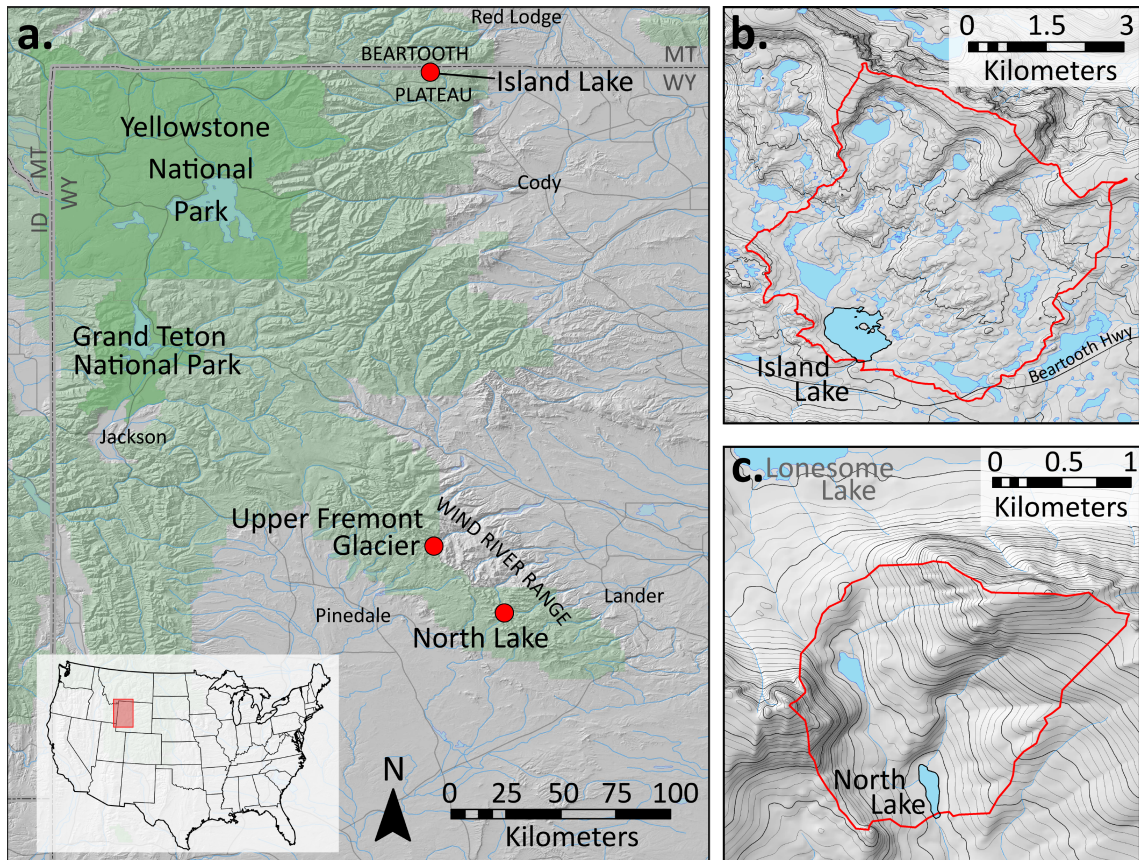 a.
Red Lodge
BEARTOOTH
MT
WY
Island Lake
PLATEAU
Yellowstone
National
Park
MT
ID
WY
Cody
Grand Teton
National Park
Jackson
Upper Fremont
Glacier
WIND RIVER RANGE
Lander
Pinedale
North Lake
N
0 25 50 75 100
Kilometers
b.
0 1.5 3
Kilometers
Beartooth Hwy
Island
Lake
c.
Lonesome
Lake
0 0.5 1
Kilometers
North
Lake